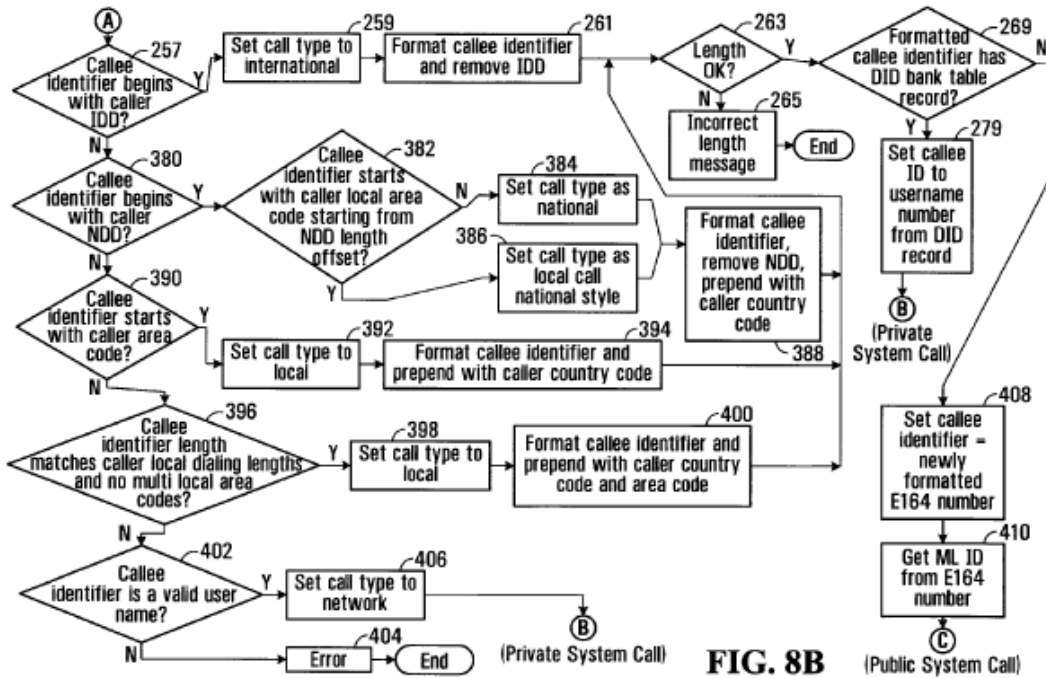 A
257
Callee
identifier begins
with caller
IDD?
Y
N
259
Set call type to
international
261
Format callee identifier
and remove IDD
263
Length
OK?
Y
N
265
Incorrect
length
message
End
269
Formatted
callee identifier has
DID bank table
record?
N
Y
279
Set callee
ID to
username
number
from DID
record
B
(Private
System Call)
380
Callee
identifier begins
with caller
NDD?
Y
N
382
Callee
identifier starts
with caller local area
code starting from
NDD length
offset?
N
Y
384
Set call type as
national
386
Set call type as
local call
national style
Format callee
identifier,
remove NDD,
prepend with
caller country
code
388
390
Callee
identifier starts
with caller area
code?
Y
N
392
Set call type to
local
394
Format callee identifier and
prepend with caller country code
396
Callee
identifier length
matches caller local dialing lengths
and no multi local area
codes?
Y
N
398
Set call type to
local
400
Format callee identifier and
prepend with caller country
code and area code
402
Callee
identifier is a valid user
name?
Y
N
406
Set call type to
network
B
(Private System Call)
404
Error
End
408
Set callee
identifier =
newly
formatted
E164 number
410
Get ML ID
from E164
number
C
(Public System Call)
FIG. 8B